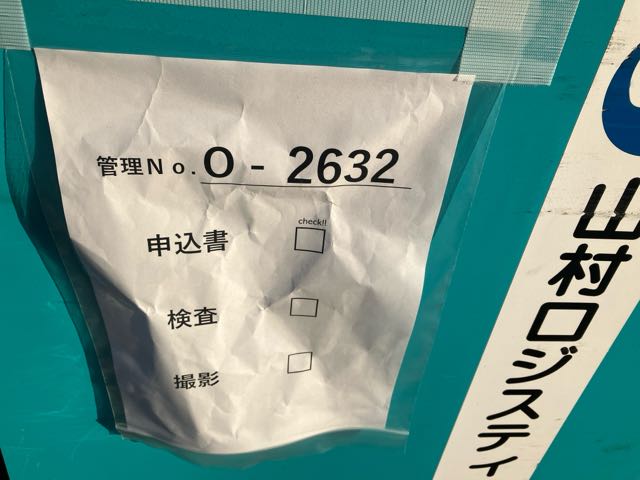 管理No. O - 2632
check!!
申込書 □
検査 □
撮影 □
山村ロジスティ